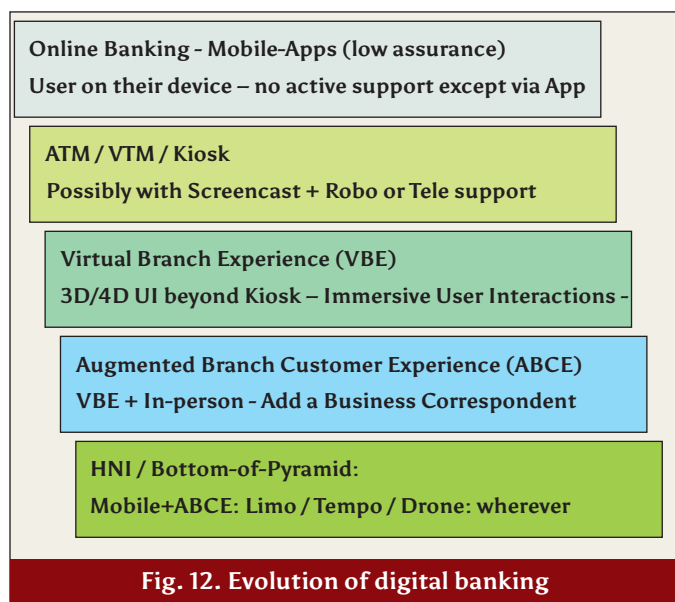 Online Banking - Mobile-Apps (low assurance)
User on their device – no active support except via App
ATM / VTM / Kiosk
Possibly with Screencast + Robo or Tele support
Virtual Branch Experience (VBE)
3D/4D UI beyond Kiosk – Immersive User Interactions -
Augmented Branch Customer Experience (ABCE)
VBE + In-person - Add a Business Correspondent
HNI / Bottom-of-Pyramid:
Mobile+ABCE: Limo / Tempo / Drone: wherever
Fig. 12. Evolution of digital banking